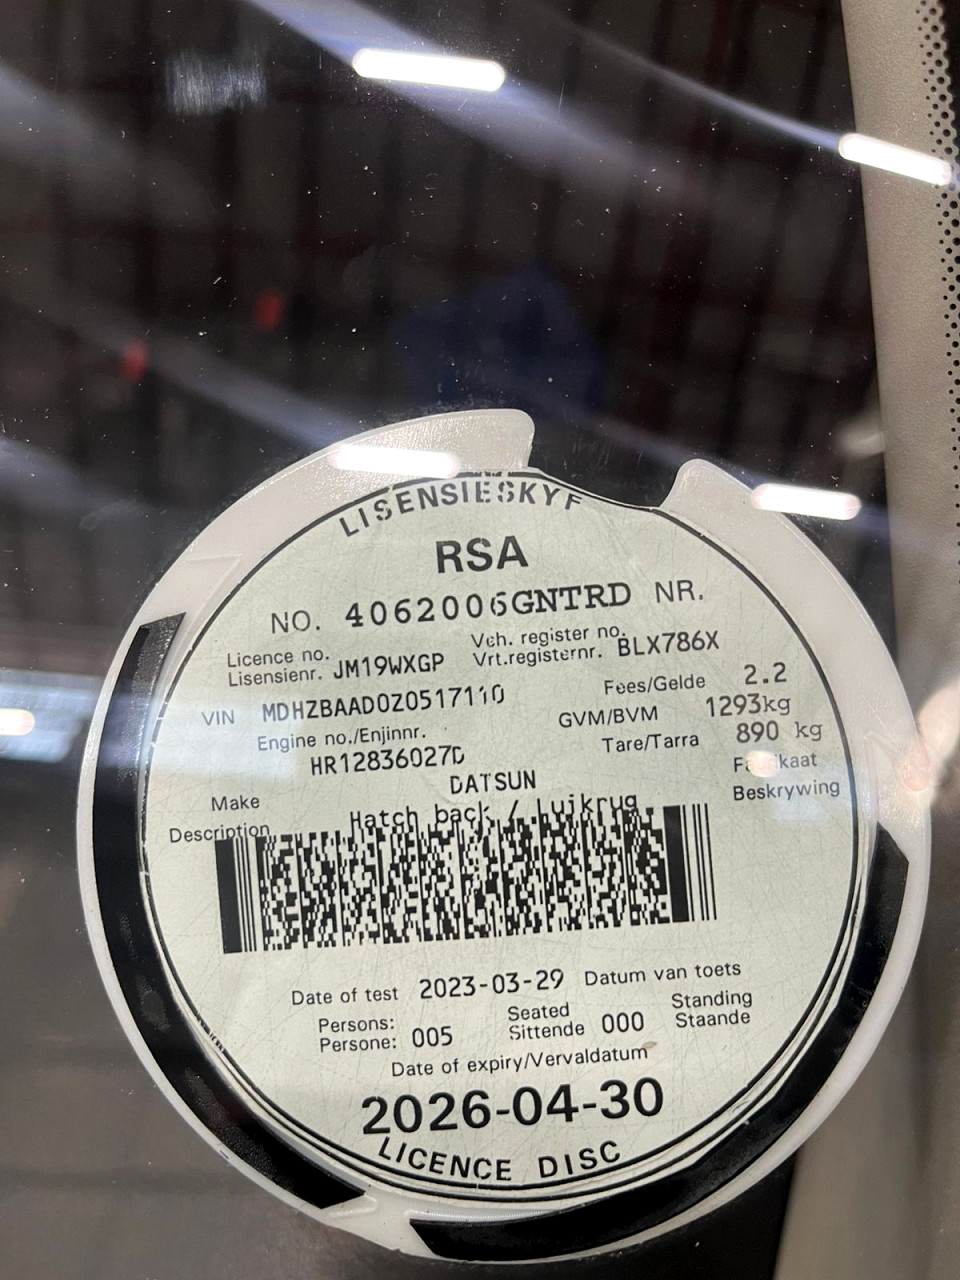 LISENSIESKYF
RSA
NO. 4062006GNTRD NR.
Licence no. Lisensienr. JM19WXGP Veh. register no. Vrt.registernr. BLX786X
VIN MDHZBAAD0Z0517110 Fees/Gelde 2.2
GVM/BVM 1293kg
Engine no./Enjinnr. HR12836027D Tare/Tarra 890 kg
Make DATSUN
Description Hatch back / Luikrug Beskrywing
Date of test 2023-03-29 Datum van toets
Persons: Persone: 005 Seated Sittende 000 Standing Staande
Date of expiry/Vervaldatum
2026-04-30
LICENCE DISC